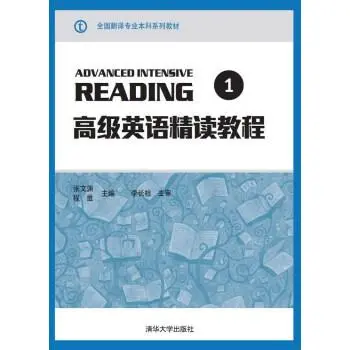 全国翻译专业本科系列教材
ADVANCED INTENSIVE
READING 1
高级英语精读教程
张文渊
程维 主编 李长栓 主审
清华大学出版社